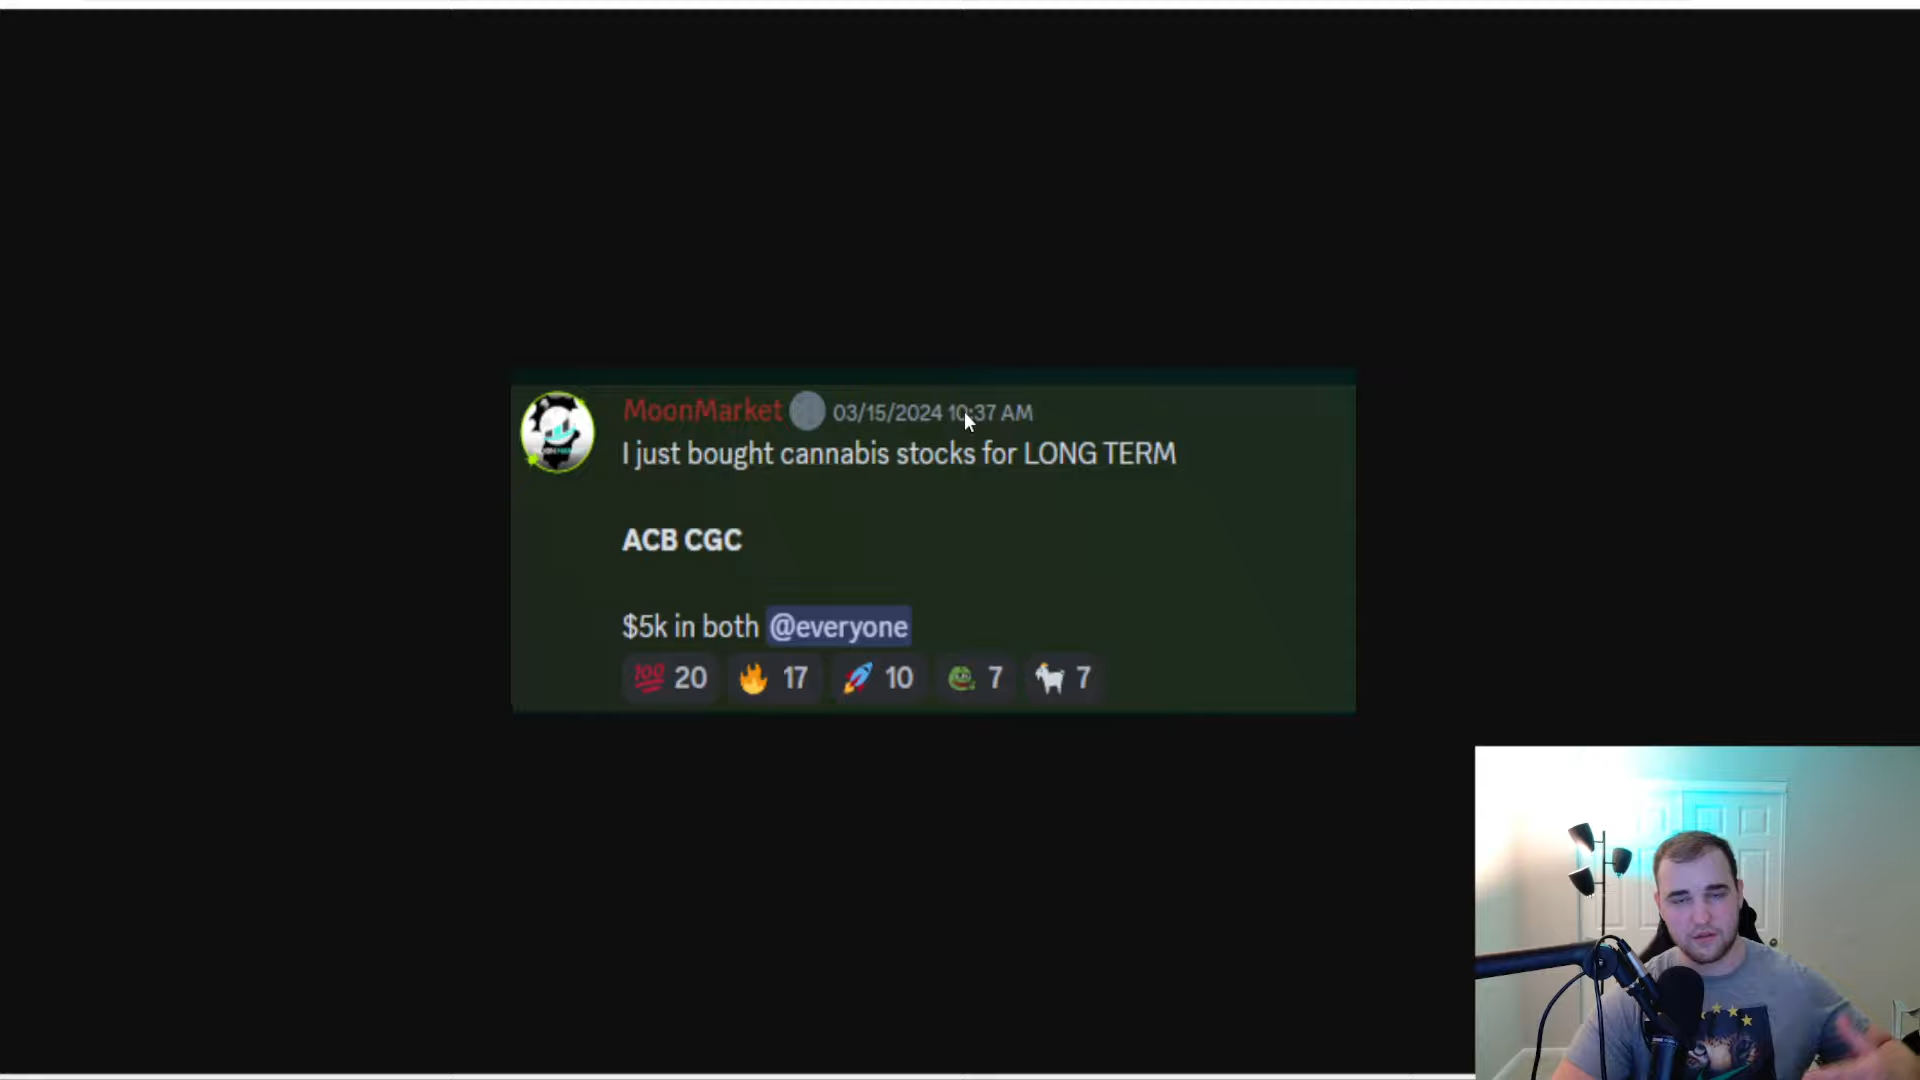 MoonMarket 03/15/2024 10:37 AM
I just bought cannabis stocks for LONG TERM
ACB CGC
$5k in both @everyone
20 17 10 7 7